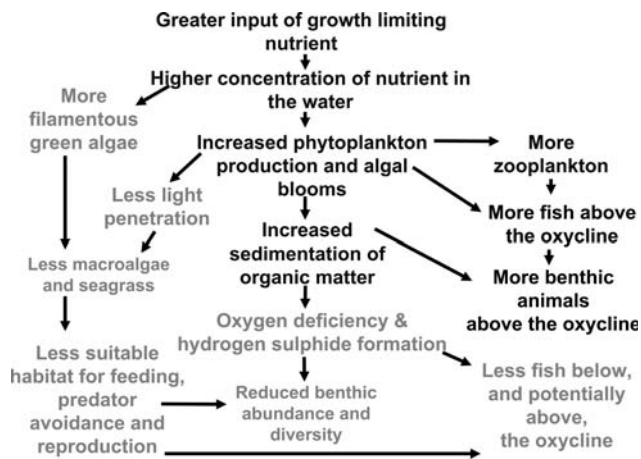 Greater input of growth limiting
nutrient
Higher concentration of nutrient in
the water
More
filamentous
green algae
Increased phytoplankton
production and algal
blooms
More
zooplankton
Less light
penetration
More fish above
the oxycline
Increased
sedimentation of
organic matter
Less macroalgae
and seagrass
More benthic
animals
above the oxycline
Oxygen deficiency &
hydrogen sulphide formation
Less suitable
habitat for feeding,
predator
avoidance and
reproduction
Reduced benthic
abundance and
diversity
Less fish below,
and potentially
above,
the oxycline